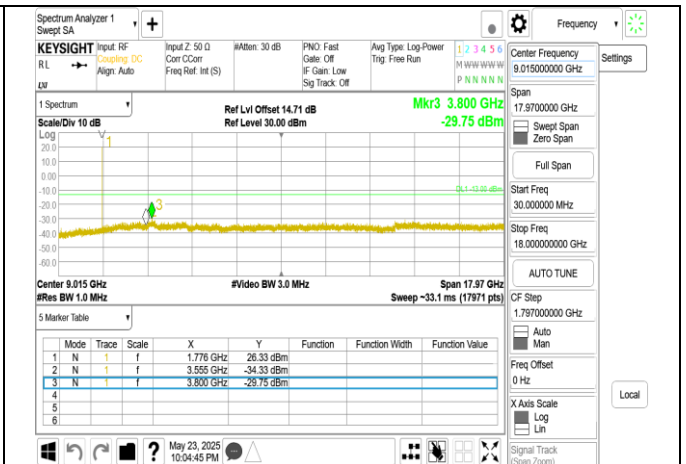 Spectrum Analyzer 1
Swept SA
+
Frequency
KEYSIGHT Input: RF Input Z: 50 Ω #Atten: 30 dB PNO: Fast Avg Type: Log-Power 1 2 3 4 5 6
RL Coupling: DC Corr CCorr Gate: Off Trig: Free Run M W W W W W
Align: Auto Freq Ref: Int (S) IF Gain: Low P N N N N N
Sig Track: Off
Center Frequency
9.015000000 GHz
Settings
Span
17.9700000 GHz
Swept Span
Zero Span
Full Span
Start Freq
30.000000 MHz
Stop Freq
18.000000000 GHz
AUTO TUNE
CF Step
1.797000000 GHz
Auto
Man
Freq Offset
0 Hz
X Axis Scale
Log
Lin
Signal Track
(Span Zoom)
Local
1 Spectrum
Scale/Div 10 dB
Ref Lvl Offset 14.71 dB
Ref Level 30.00 dBm
Mkr3 3.800 GHz
-29.75 dBm
Log
20.0
10.0
0.00
-10.0
-20.0
-30.0
-40.0
-50.0
-60.0
1
3
DL1 -13.00 dBm
Center 9.015 GHz #Video BW 3.0 MHz Span 17.97 GHz
#Res BW 1.0 MHz Sweep ~33.1 ms (17971 pts)
5 Marker Table
Mode Trace Scale X Y Function Function Width Function Value
1 N 1 f 1.776 GHz 26.33 dBm
2 N 1 f 3.555 GHz -34.33 dBm
3 N 1 f 3.800 GHz -29.75 dBm
4
5
6
?
May 23, 2025
10:04:45 PM